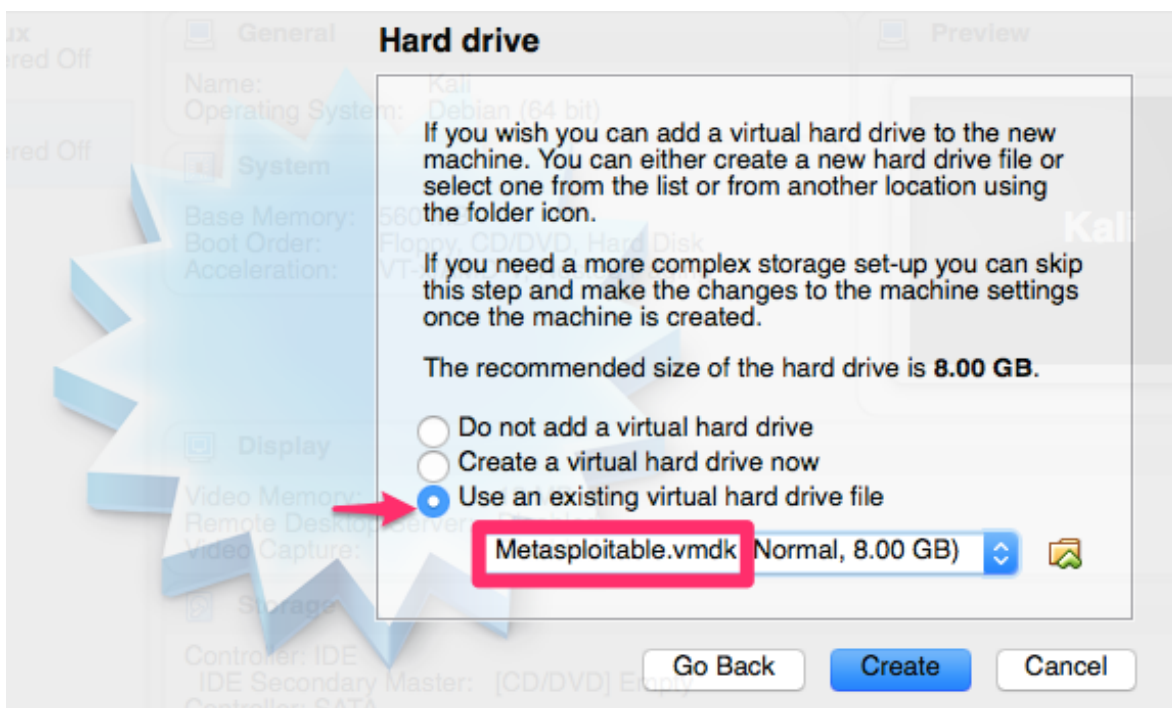 ux
ered Off
ered Off
General
Preview
Name: Kali
Operating System: Debian (64 bit)
System
Base Memory: 560 MB
Boot Order: Floppy, CD/DVD, Hard Disk
Acceleration:
Kali
Display
Video Memory:
Remote Desktop Server:
Video Capture:
Storage
Controller: IDE
IDE Secondary Master: [CD/DVD] Empty
Controller: SATA
Hard drive
If you wish you can add a virtual hard drive to the new
machine. You can either create a new hard drive file or
select one from the list or from another location using
the folder icon.
If you need a more complex storage set-up you can skip
this step and make the changes to the machine settings
once the machine is created.
The recommended size of the hard drive is 8.00 GB.
Do not add a virtual hard drive
Create a virtual hard drive now
Use an existing virtual hard drive file
Metasploitable.vmdk Normal, 8.00 GB)
Go Back
Create
Cancel